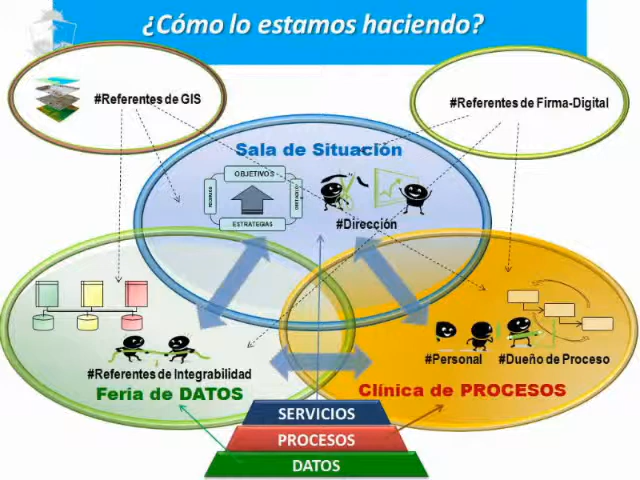 ¿Cómo lo estamos haciendo?
#Referentes de GIS
#Referentes de Firma-Digital
Sala de Situación
OBJETIVOS
ESTRATEGIAS
#Dirección
#Referentes de Integrabilidad
Feria de DATOS
#Personal
#Dueño de Proceso
Clínica de PROCESOS
SERVICIOS
PROCESOS
DATOS